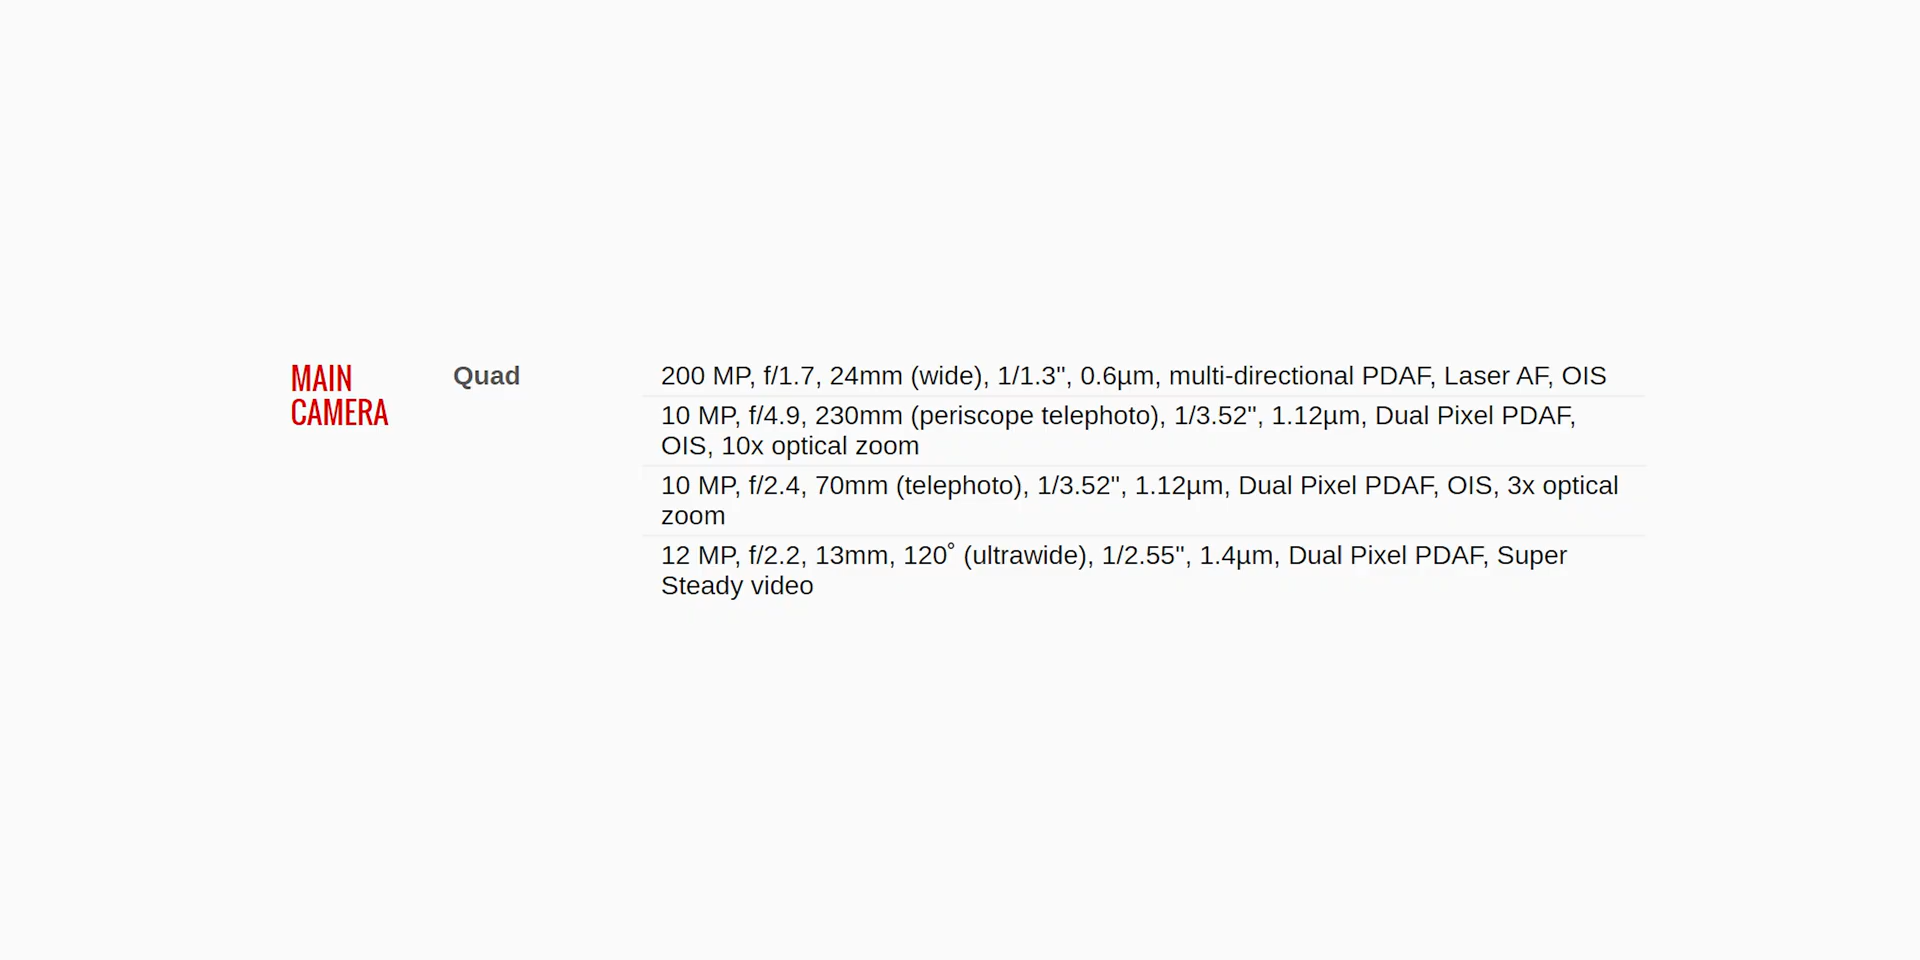 MAIN
CAMERA
Quad
200 MP, f/1.7, 24mm (wide), 1/1.3", 0.6µm, multi-directional PDAF, Laser AF, OIS
10 MP, f/4.9, 230mm (periscope telephoto), 1/3.52", 1.12µm, Dual Pixel PDAF,
OIS, 10x optical zoom
10 MP, f/2.4, 70mm (telephoto), 1/3.52", 1.12µm, Dual Pixel PDAF, OIS, 3x optical
zoom
12 MP, f/2.2, 13mm, 120˚ (ultrawide), 1/2.55", 1.4µm, Dual Pixel PDAF, Super
Steady video